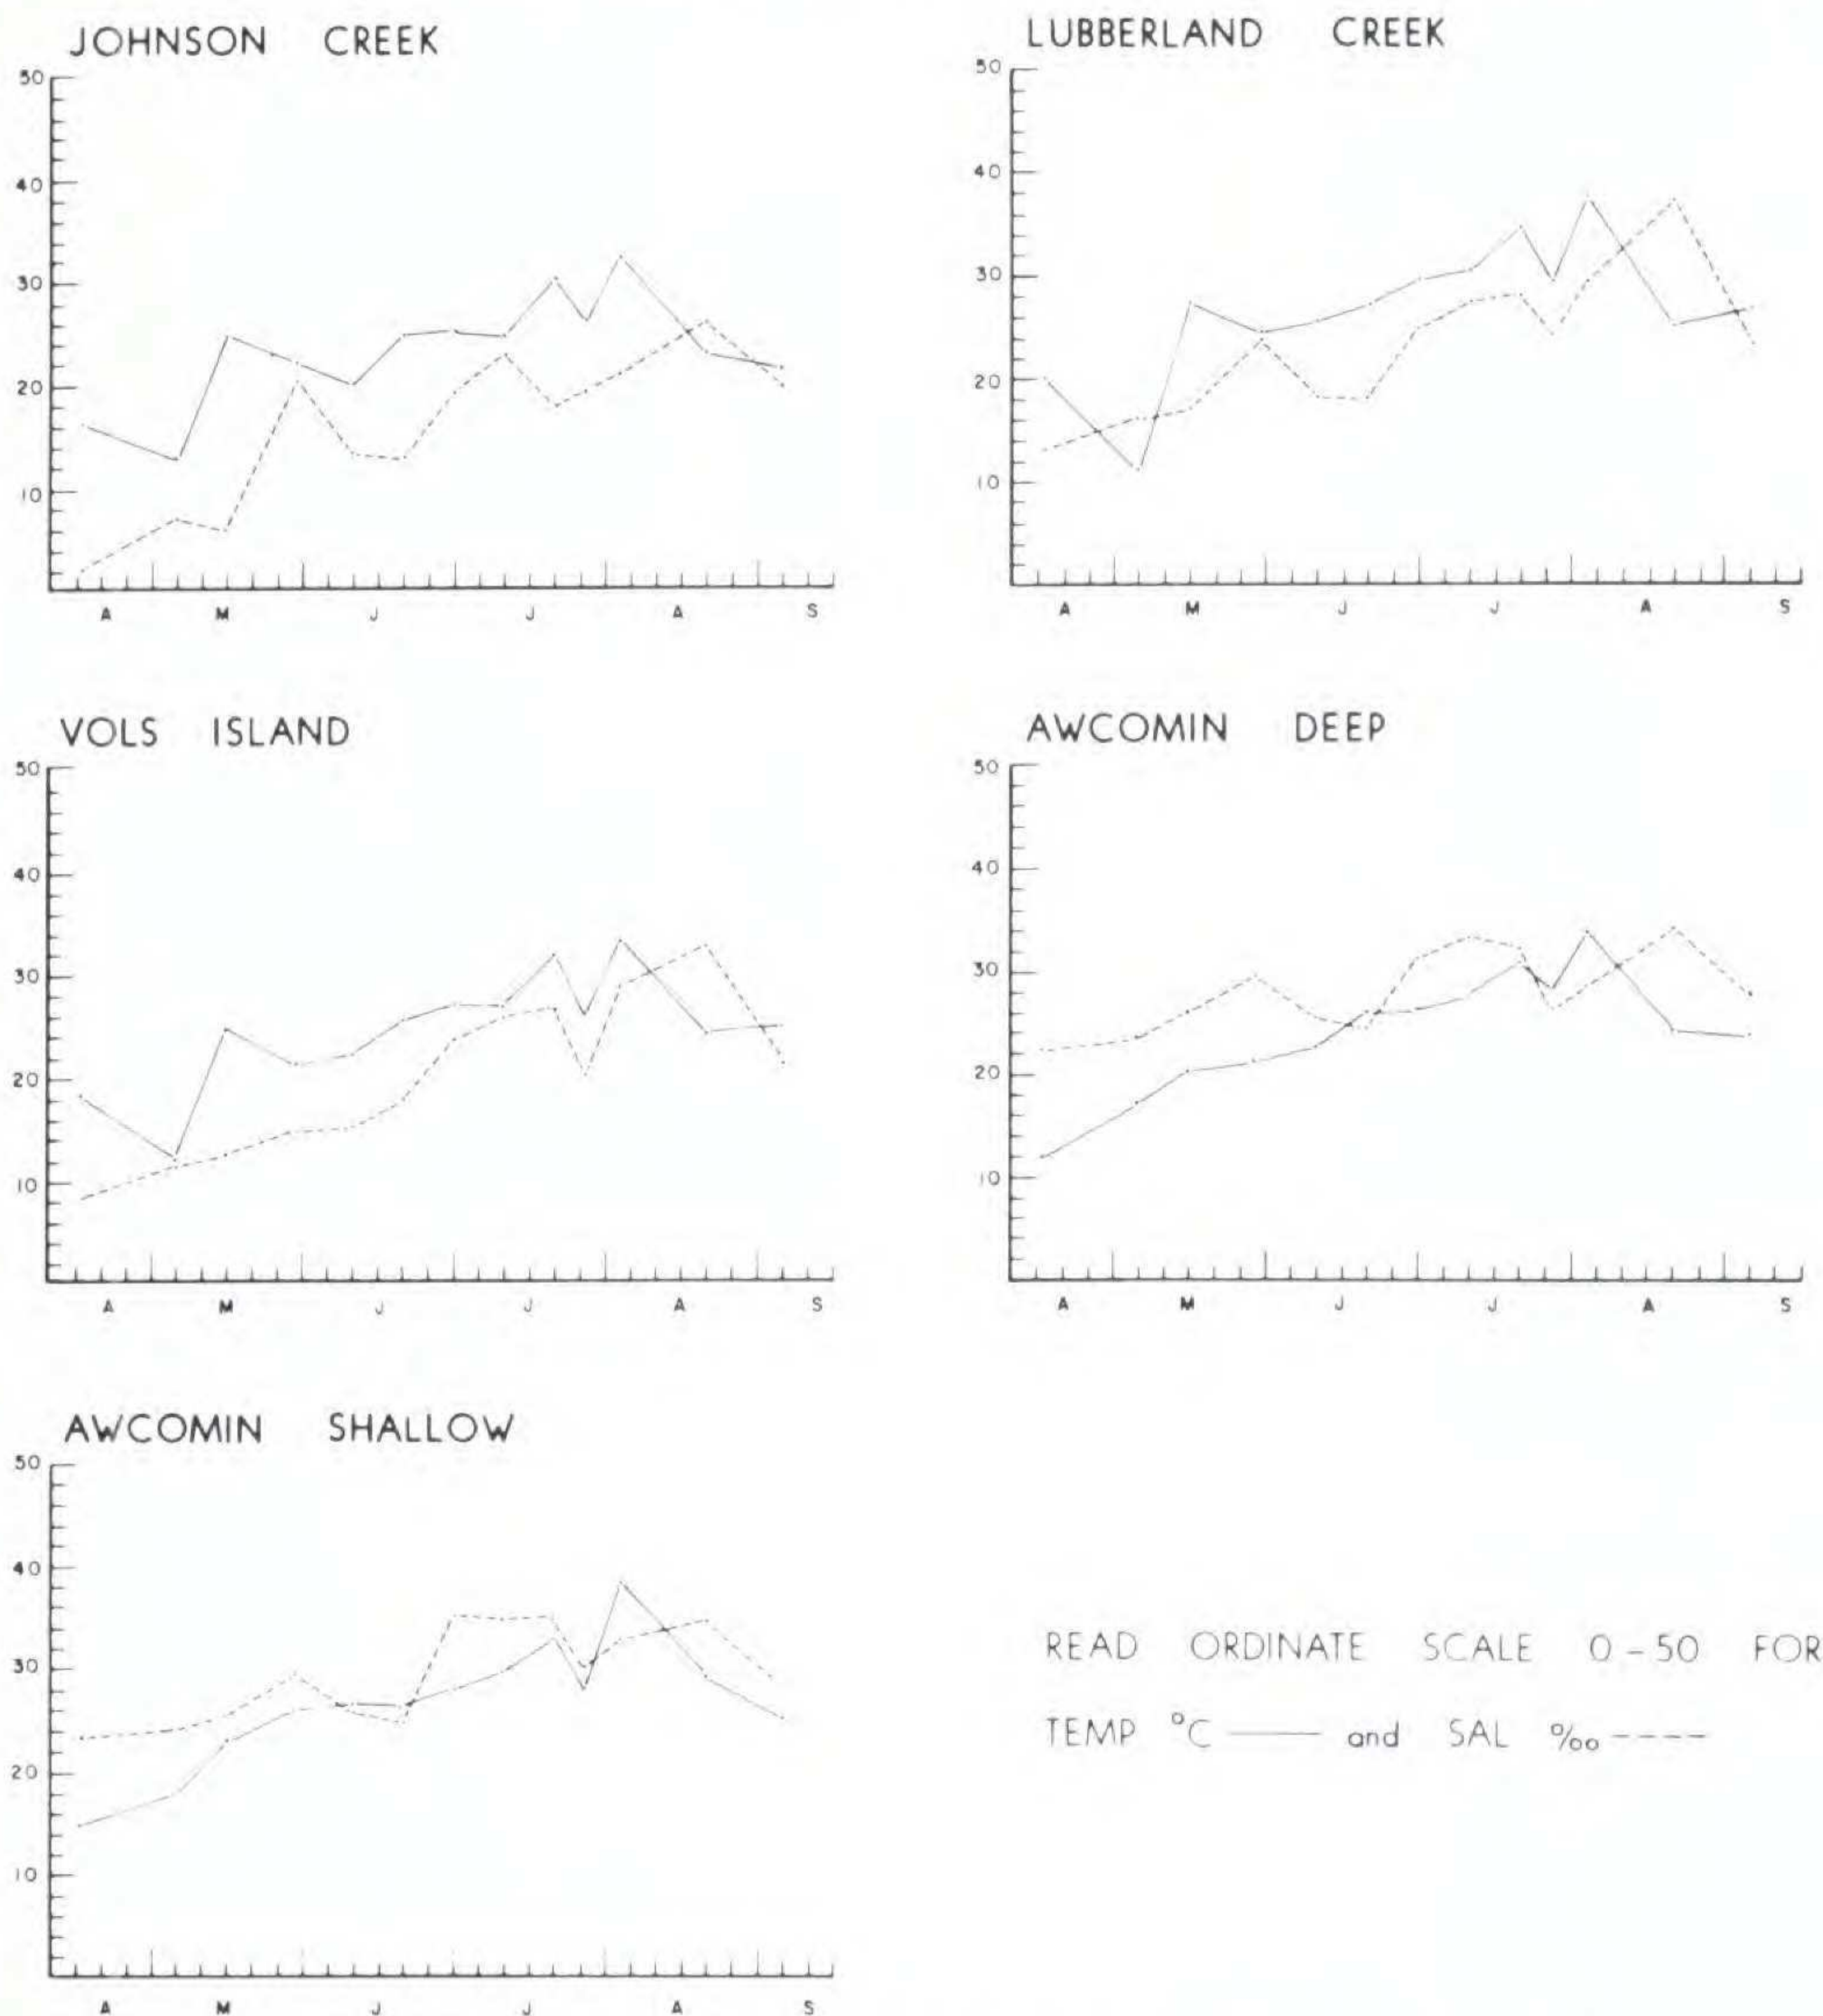 JOHNSON CREEK
50
40
30
20
10
A M J J A S
LUBBERLAND CREEK
50
40
30
20
10
A M J J A S
VOLS ISLAND
50
40
30
20
10
A M J J A S
AWCOMIN DEEP
50
40
30
20
10
A M J J A S
AWCOMIN SHALLOW
50
40
30
20
10
A M J J A S
READ ORDINATE SCALE 0-50 FOR
TEMP °C and SAL ‰